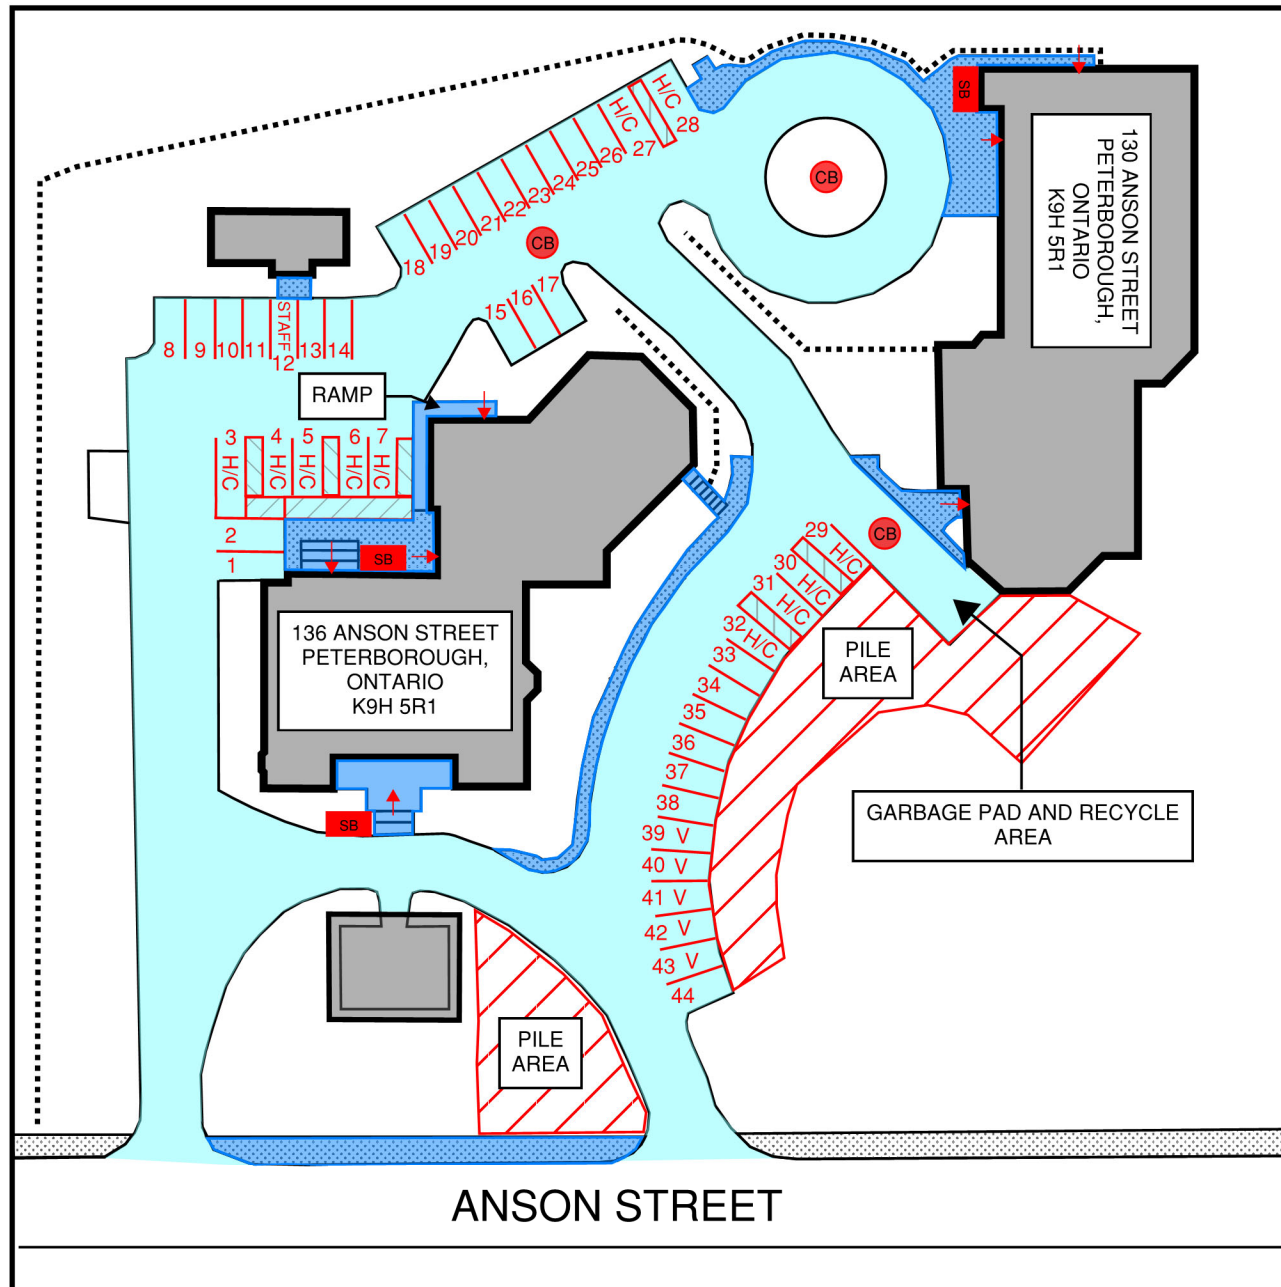 H/C
H/C
28
27
26
25
24
23
22
21
20
19
18
CB
CB
SB
130 ANSON STREET
PETERBOROUGH,
ONTARIO
K9H 5R1
17
16
15
8
9
10
11
STAFF
12
13
14
RAMP
3 H/C
4 H/C
5 H/C
6 H/C
7 H/C
2
1
SB
CB
29 H/C
30 H/C
31 H/C
32 H/C
33
34
35
36
37
38
39 V
40 V
41 V
42 V
43 V
44
136 ANSON STREET
PETERBOROUGH,
ONTARIO
K9H 5R1
PILE
AREA
SB
GARBAGE PAD AND RECYCLE
AREA
PILE
AREA
ANSON STREET